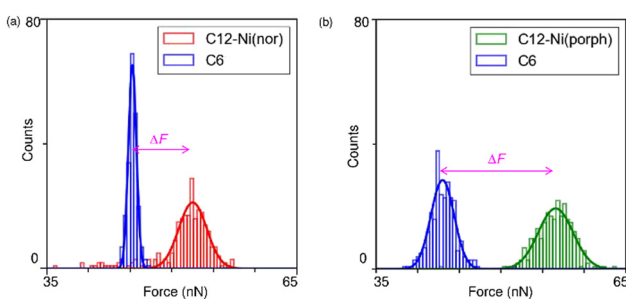 (a)
80
C12-Ni(nor)
C6
ΔF
Counts
0
35
Force (nN)
65
(b)
80
C12-Ni(porph)
C6
ΔF
Counts
0
35
Force (nN)
65